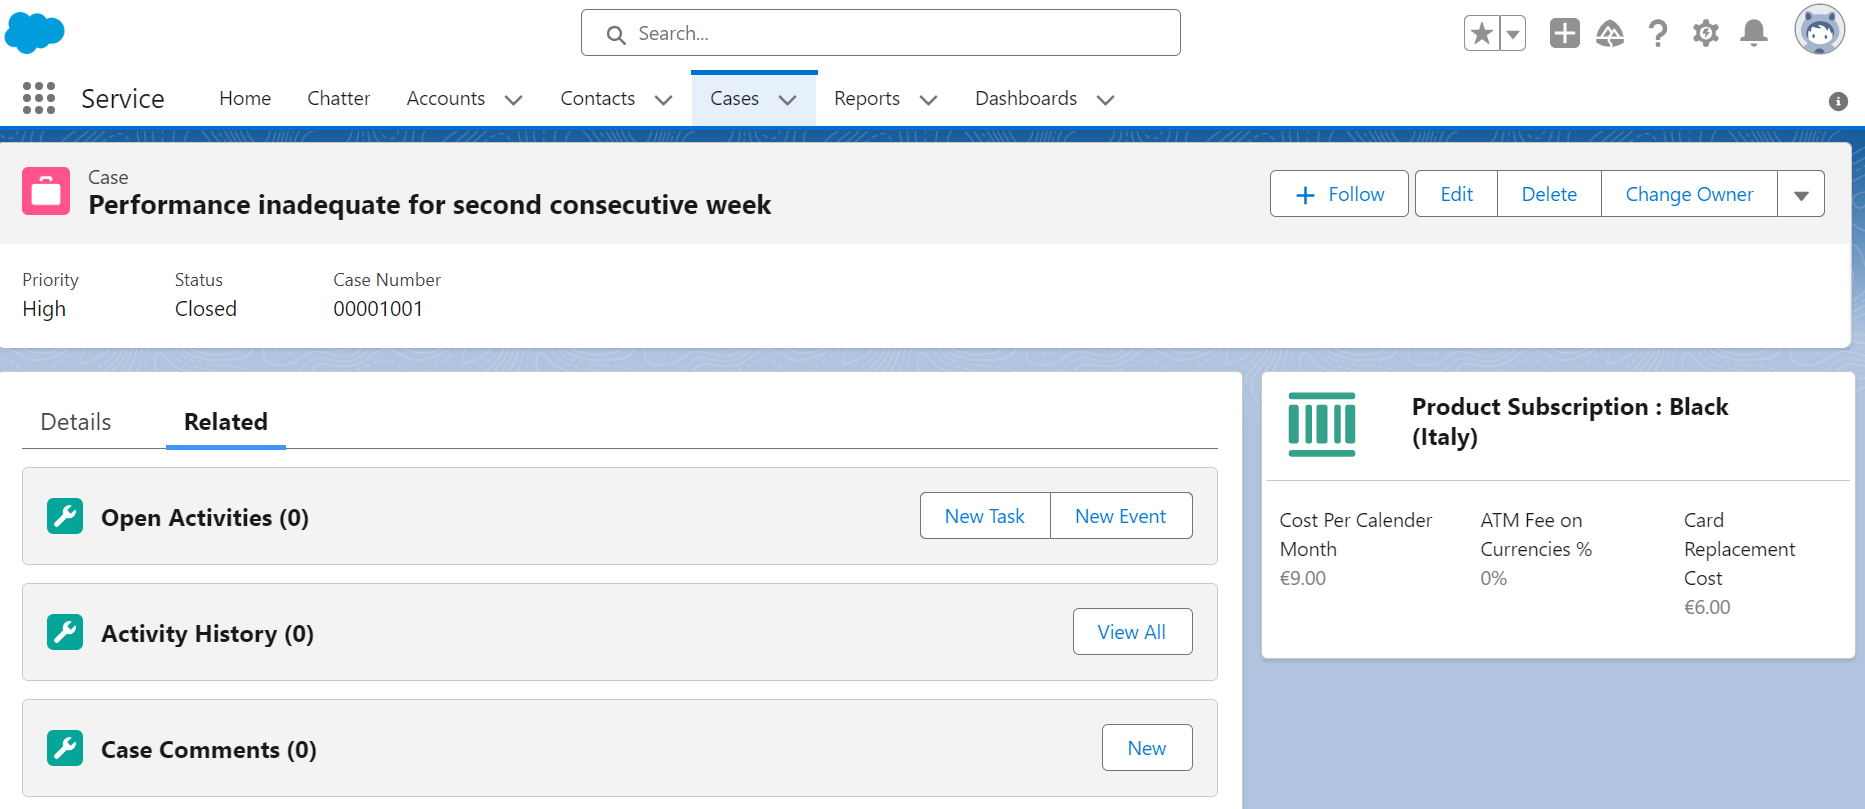 Search...
Service Home Chatter Accounts Contacts Cases Reports Dashboards
Case
Performance inadequate for second consecutive week
Follow Edit Delete Change Owner
Priority Status Case Number
High Closed 00001001
Details Related
Open Activities (0)
New Task New Event
Activity History (0)
View All
Case Comments (0)
New
Product Subscription : Black
(Italy)
Cost Per Calender
Month
€9.00
ATM Fee on
Currencies %
0%
Card
Replacement
Cost
€6.00